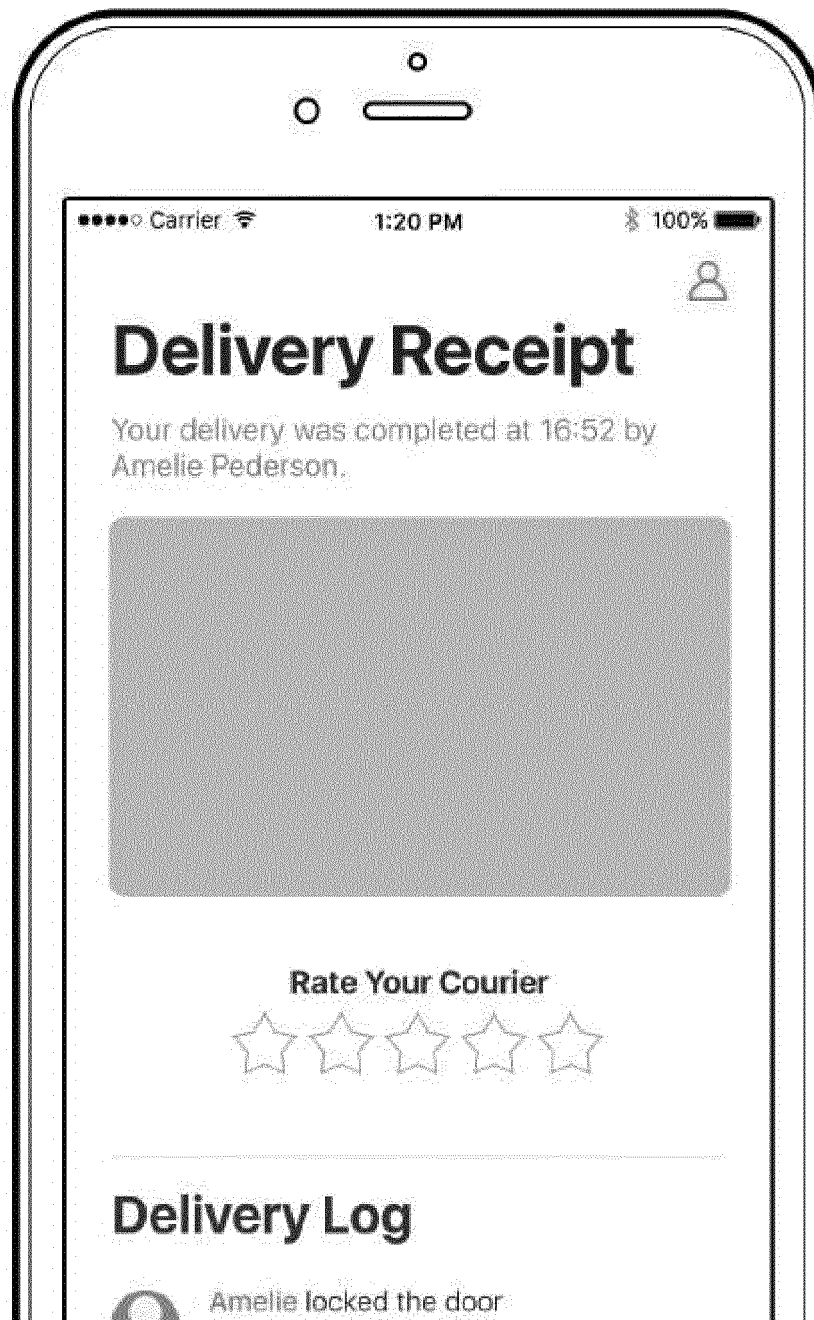 Carrier 1:20 PM 100%
Delivery Receipt
Your delivery was completed at 16:52 by
Amelie Pederson.
Rate Your Courier
Delivery Log
Amelie locked the door